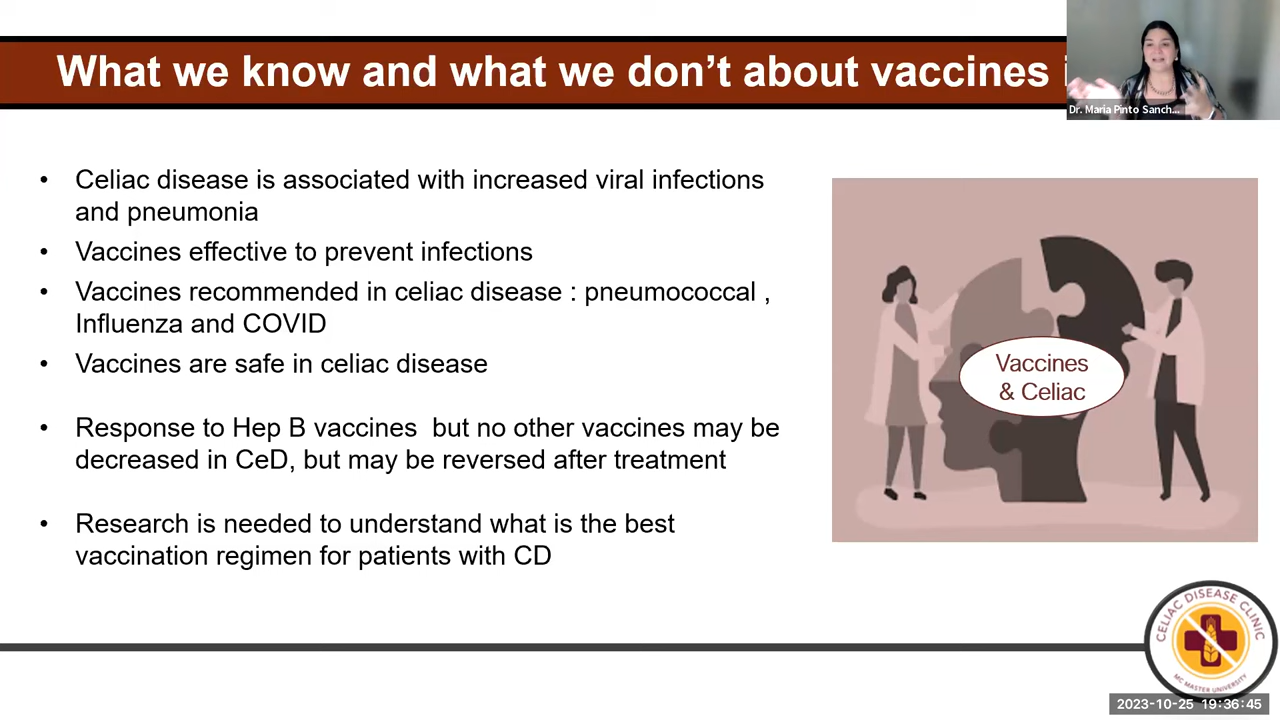 What we know and what we don't about vaccines
Dr. Maria Pinto Sanch...
• Celiac disease is associated with increased viral infections
and pneumonia
• Vaccines effective to prevent infections
• Vaccines recommended in celiac disease : pneumococcal ,
Influenza and COVID
• Vaccines are safe in celiac disease
• Response to Hep B vaccines  but no other vaccines may be
decreased in CeD, but may be reversed after treatment
• Research is needed to understand what is the best
vaccination regimen for patients with CD
Vaccines
& Celiac
CELIAC DISEASE CLINIC
MC MASTER UNIVERSITY
2023-10-25 19:36:45